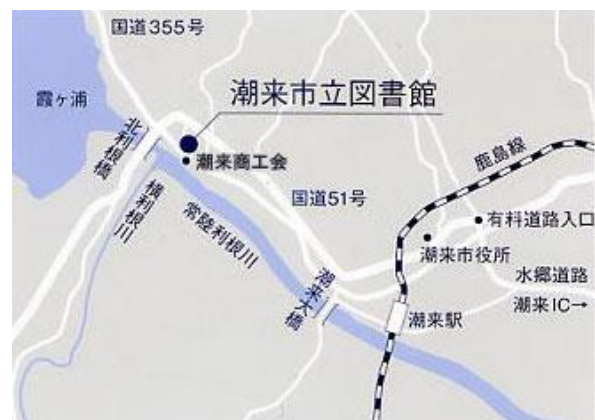 国道355号
霞ヶ浦
潮来市立図書館
北利根橋
潮来商工会
鹿島線
横利根川
国道51号
常陸利根川
有料道路入口
潮来市役所
潮来大橋
水郷道路
潮来IC→
潮来駅